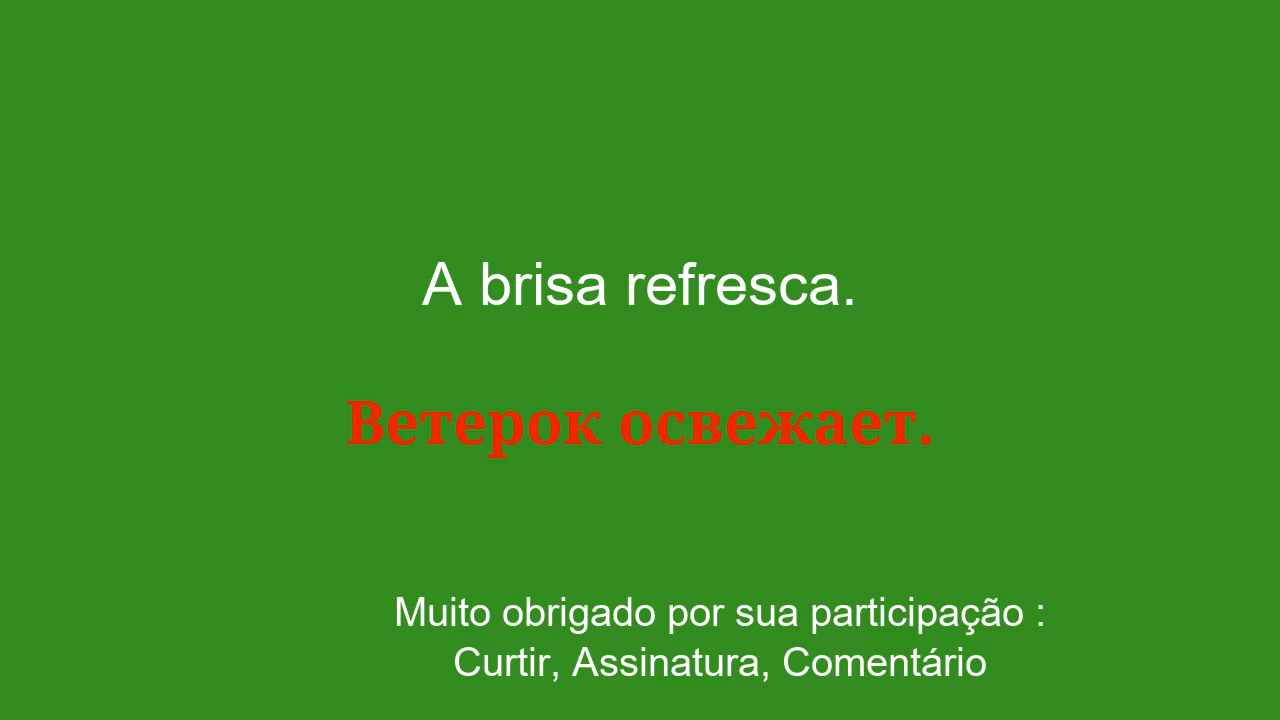 A brisa refresca.
Ветерок освежает.
Muito obrigado por sua participação :
Curtir, Assinatura, Comentário